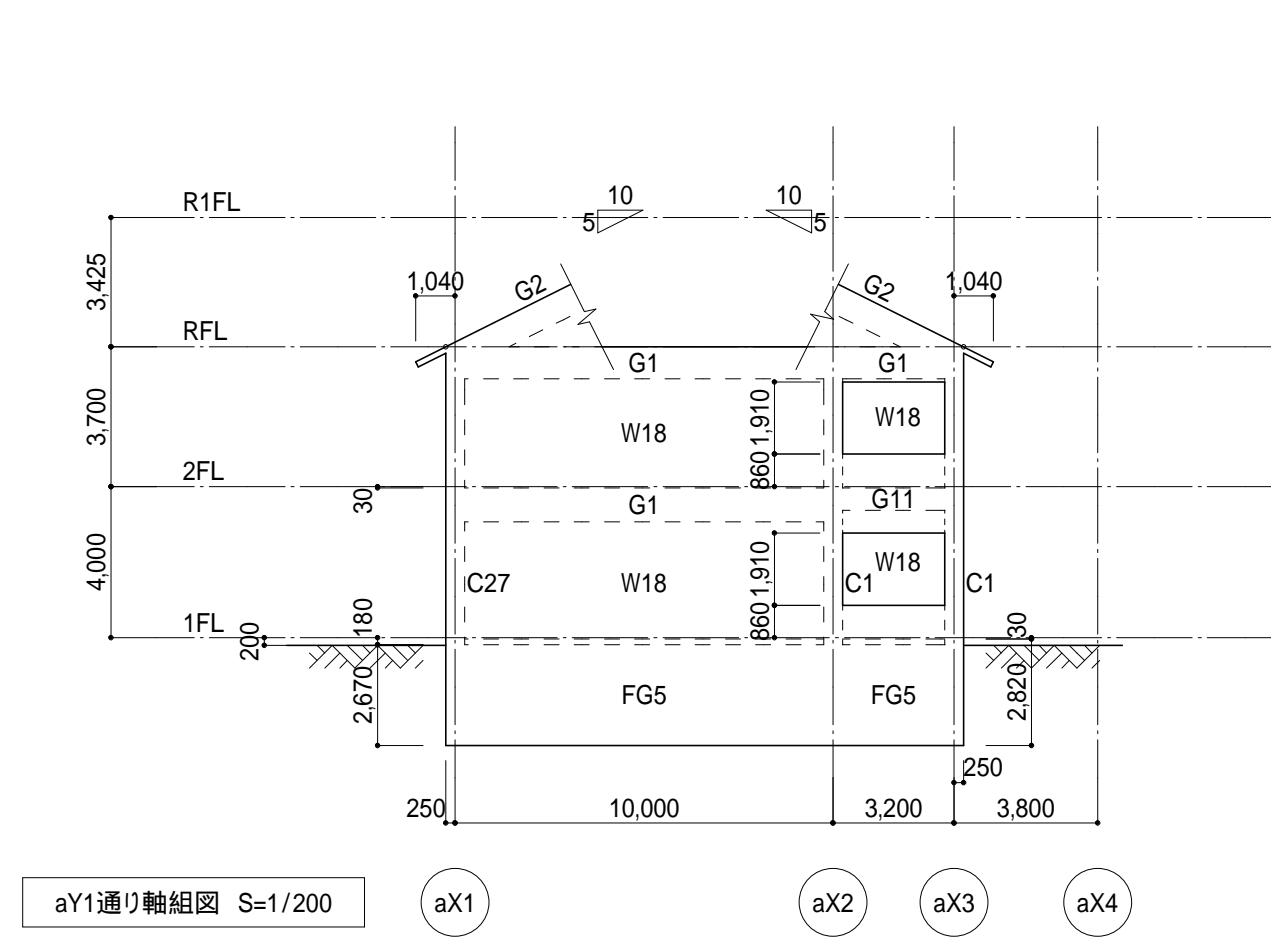 R1FL
10
10
5
5
3,425
1,040
G2
G2
1,040
RFL
G1
G1
3,700
W18
1,910
W18
860
2FL
30
G1
G11
4,000
C27
W18
1,910
C1
W18
C1
860
1FL
200
180
30
2,670
FG5
FG5
2,820
250
250
10,000
3,200
3,800
aY1通り軸組図 S=1/200
aX1
aX2
aX3
aX4